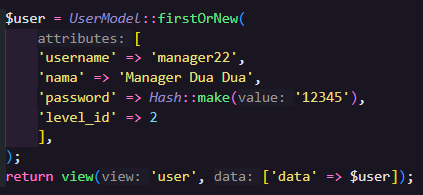 $user = UserModel::firstOrNew(
attributes: [
'username' => 'manager22',
'nama' => 'Manager Dua Dua',
'password' => Hash::make(value: '12345'),
'level_id' => 2
],
);
return view(view: 'user', data: ['data' => $user]);